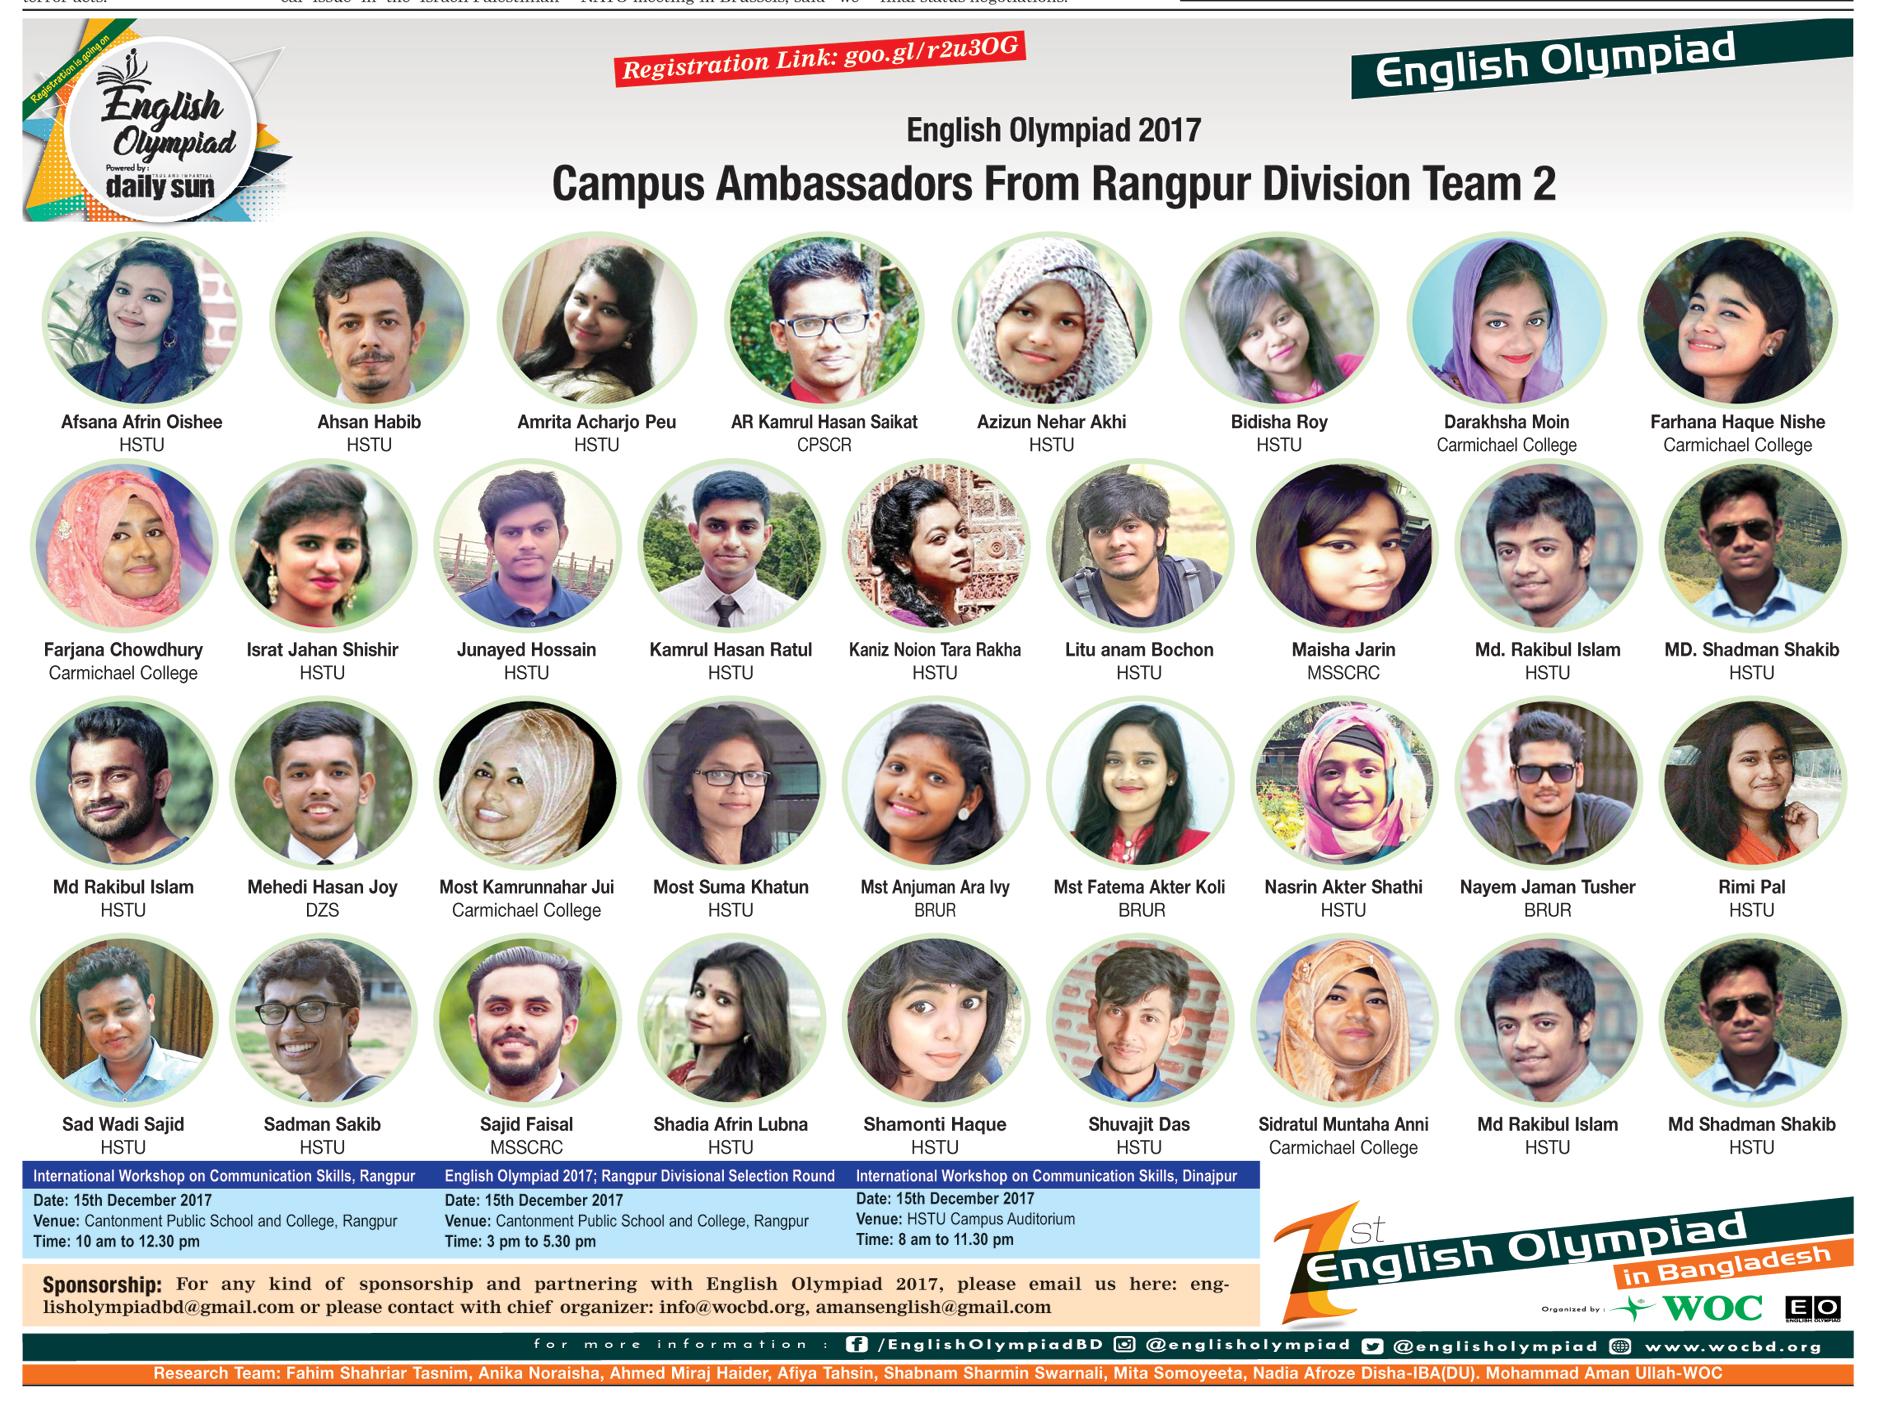 terror acts.
NATO meeting in Brussels, said "we
final status negotiations.
Registration is going on
English
Olympiad
Powered by :
daily sun
Registration Link: goo.gl/r2u3OG
English Olympiad
English Olympiad 2017
Campus Ambassadors From Rangpur Division Team 2
Afsana Afrin Oishee Ahsan Habib Amrita Acharjo Peu AR Kamrul Hasan Saikat Azizun Nehar Akhi Bidisha Roy Darakhsha Moin Farhana Haque Nishe
HSTU HSTU HSTU CPSCR HSTU HSTU Carmichael College Carmichael College
Farjana Chowdhury Israt Jahan Shishir Junayed Hossain Kamrul Hasan Ratul Kaniz Noion Tara Rakha Litu anam Bochon Maisha Jarin Md. Rakibul Islam MD. Shadman Shakib
Carmichael College HSTU HSTU HSTU HSTU HSTU MSSCRC HSTU HSTU
Md Rakibul Islam Mehedi Hasan Joy Most Kamrunnahar Jui Most Suma Khatun Mst Anjuman Ara Ivy Mst Fatema Akter Koli Nasrin Akter Shathi Nayem Jaman Tusher Rimi Pal
HSTU DZS Carmichael College HSTU BRUR BRUR HSTU BRUR HSTU
Sad Wadi Sajid Sadman Sakib Sajid Faisal Shadia Afrin Lubna Shamonti Haque Shuvajit Das Sidratul Muntaha Anni Md Rakibul Islam Md Shadman Shakib
HSTU HSTU MSSCRC HSTU HSTU HSTU Carmichael College HSTU HSTU
International Workshop on Communication Skills, Rangpur
Date: 15th December 2017
Venue: Cantonment Public School and College, Rangpur
Time: 10 am to 12.30 pm
English Olympiad 2017; Rangpur Divisional Selection Round
Date: 15th December 2017
Venue: Cantonment Public School and College, Rangpur
Time: 3 pm to 5.30 pm
International Workshop on Communication Skills, Dinajpur
Date: 15th December 2017
Venue: HSTU Campus Auditorium
Time: 8 am to 11.30 pm
Sponsorship: For any kind of sponsorship and partnering with English Olympiad 2017, please email us here: eng-
lisholympiadbd@gmail.com or please contact with chief organizer: info@wocbd.org, amansenglish@gmail.com
1st
English Olympiad
in Bangladesh
Organized by : WOC EO
ENGLISH OLYMPIAD
for more information : /EnglishOlympiadBD @englisholympiad @englisholympiad www.wocbd.org
Research Team: Fahim Shahriar Tasnim, Anika Noraisha, Ahmed Miraj Haider, Afiya Tahsin, Shabnam Sharmin Swarnali, Mita Somoyeeta, Nadia Afroze Disha-IBA(DU). Mohammad Aman Ullah-WOC